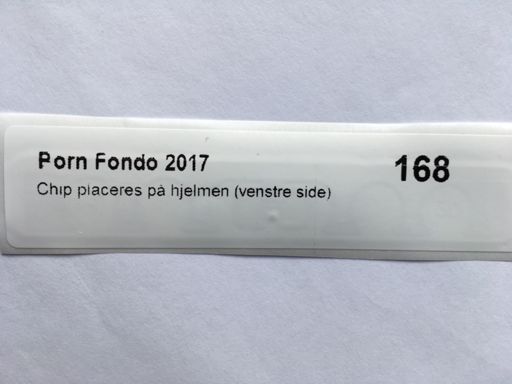 Porn Fondo 2017
168
Chip placeres på hjelmen (venstre side)